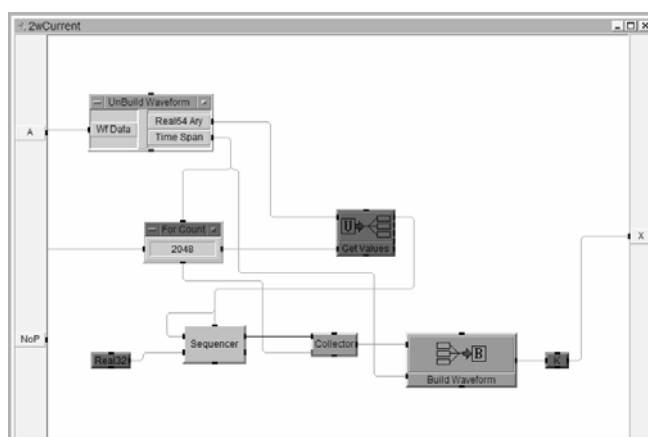 2wCurrent
UnBuild Waveform
A
Wf Data
Real64 Ary
Time Span
For Count
2048
U
Get Values
X
NoP
Real32
Sequencer
Collector
B
Build Waveform
K